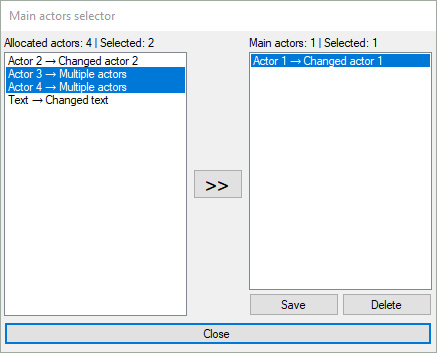 Main actors selector
Allocated actors: 4 | Selected: 2
Actor 2 → Changed actor 2
Actor 3 → Multiple actors
Actor 4 → Multiple actors
Text → Changed text
>>
Main actors: 1 | Selected: 1
Actor 1 → Changed actor 1
Save
Delete
Close